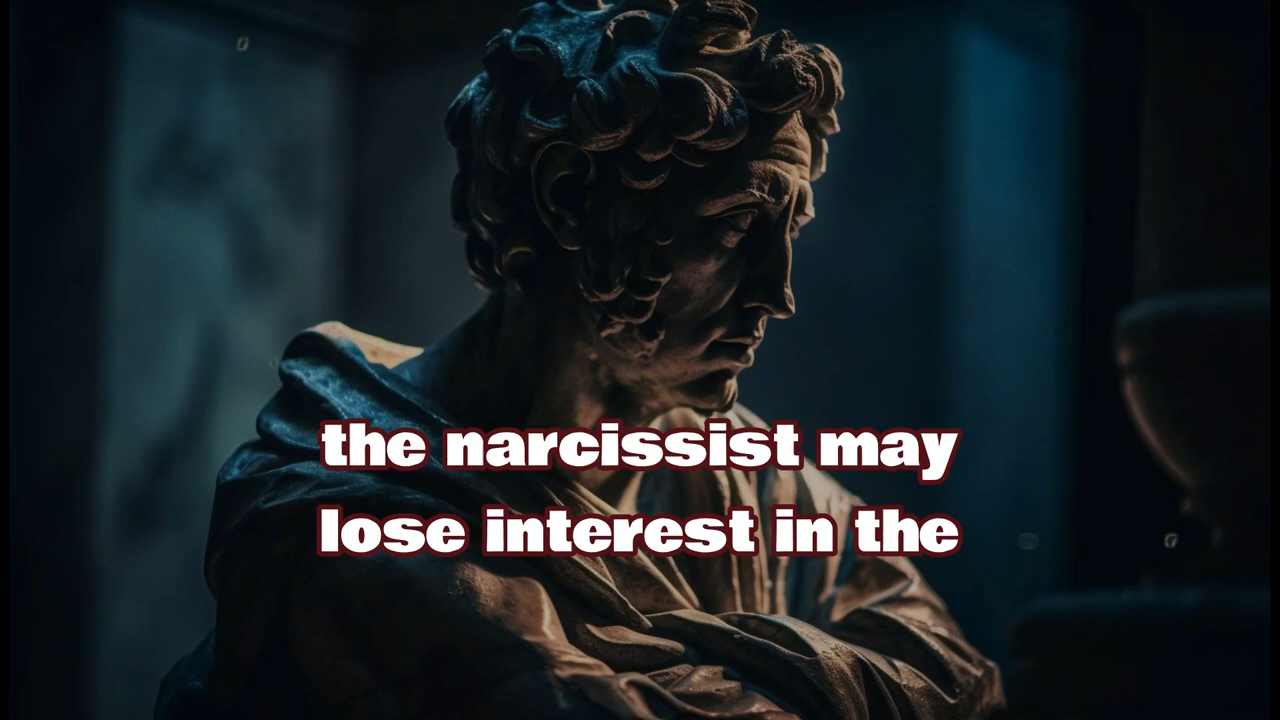 the narcissist may
lose interest in the